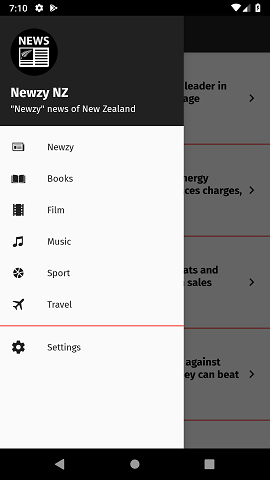 7:10
NEWS
Newzy NZ
"Newzy" news of New Zealand
Newzy
Books
Film
Music
Sport
Travel
Settings
leader in
nergy
ces charges,
ats and
sales
against
ey can beat